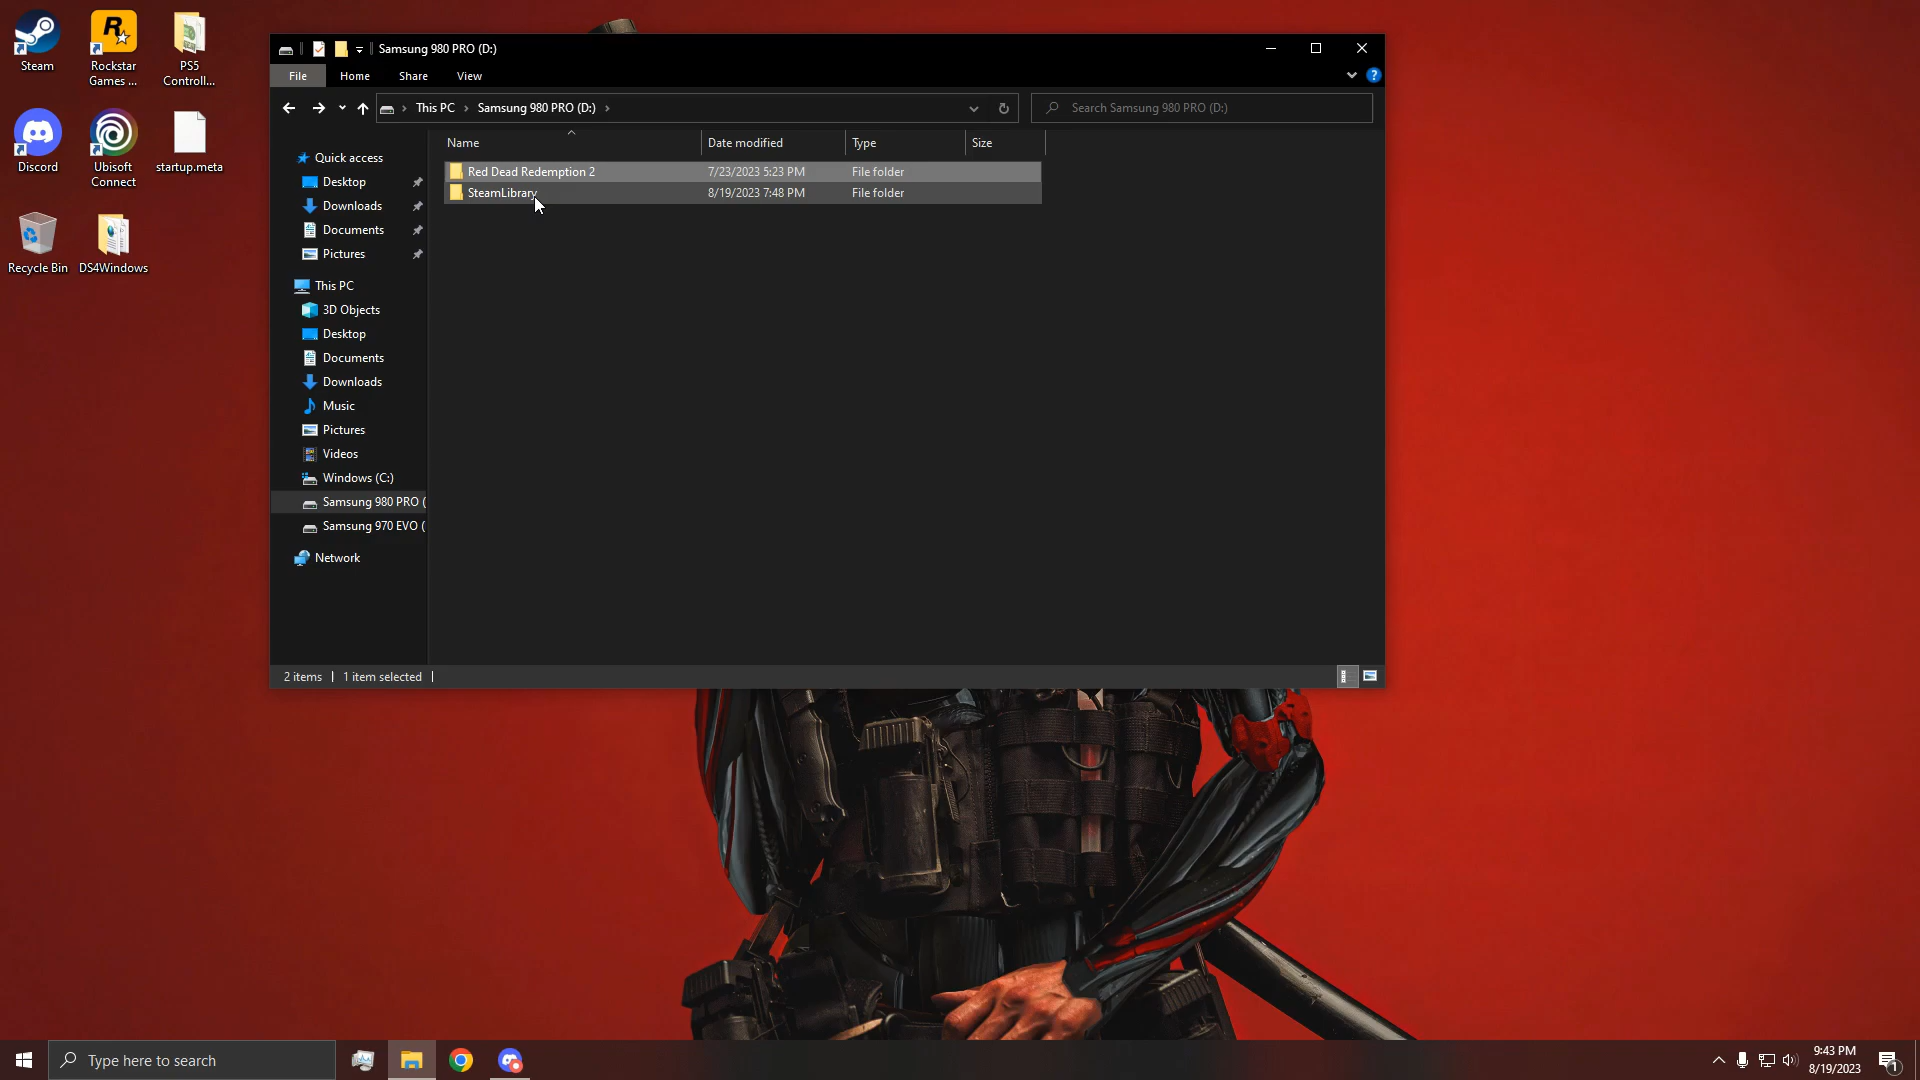 Steam
Rockstar
Games ...
PS5
Controll...
Discord
Ubisoft
Connect
startup.meta
Recycle Bin
DS4Windows
Samsung 980 PRO (D:)
File
Home
Share
View
?
This PC
Samsung 980 PRO (D:)
Search Samsung 980 PRO (D:)
Name
Date modified
Type
Size
Red Dead Redemption 2
7/23/2023 5:23 PM
File folder
SteamLibrary
8/19/2023 7:48 PM
File folder
Quick access
Desktop
Downloads
Documents
Pictures
This PC
3D Objects
Desktop
Documents
Downloads
Music
Pictures
Videos
Windows (C:)
Samsung 980 PRO (
Samsung 970 EVO (
Network
2 items
1 item selected
Type here to search
9:43 PM
8/19/2023
1